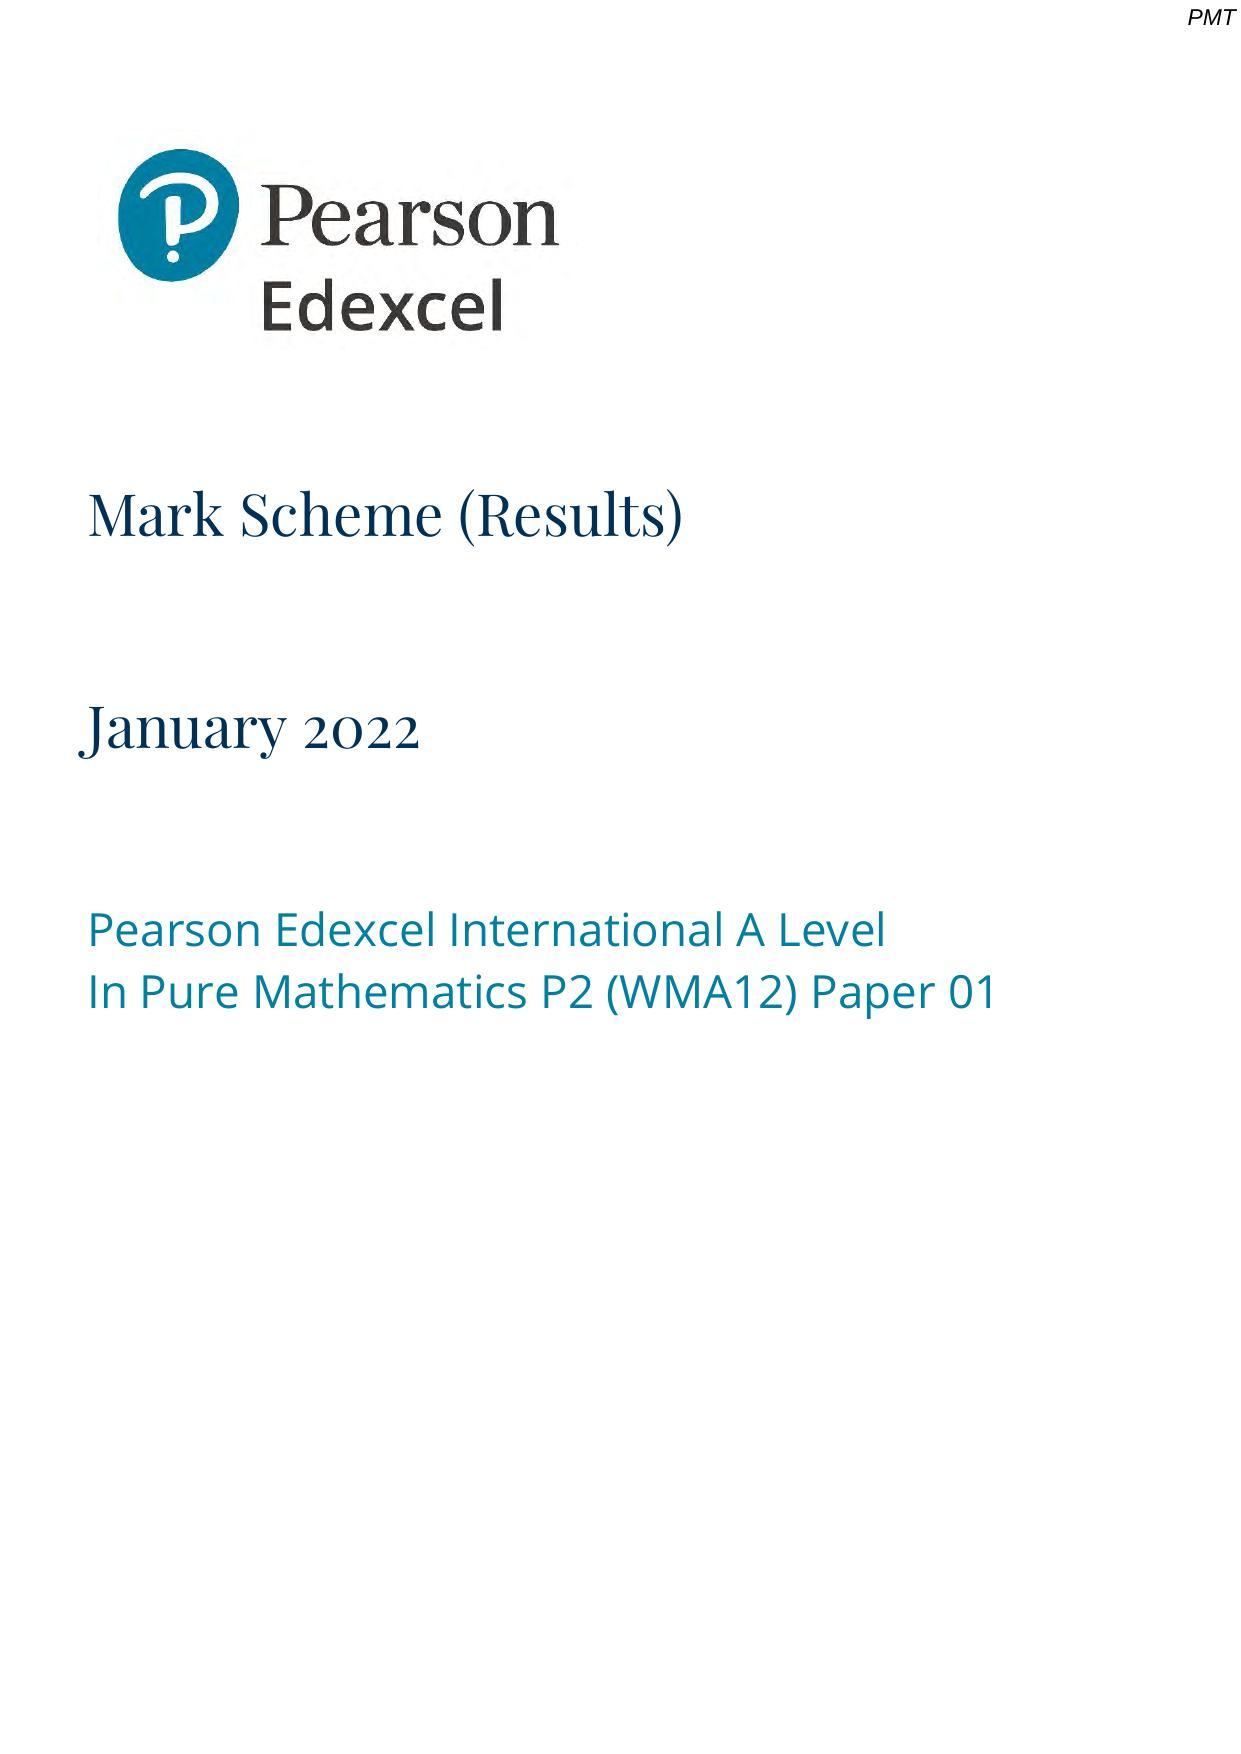 PMT
Pearson
Edexcel
Mark Scheme (Results)
January 2022
Pearson Edexcel International A Level
In Pure Mathematics P2 (WMA12) Paper 01